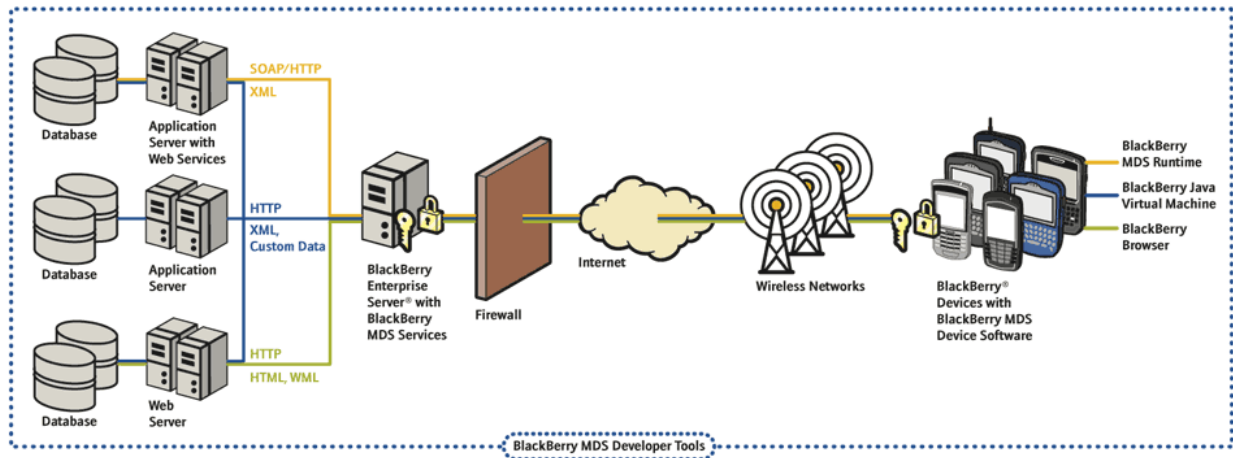 SOAP/HTTP
XML
Database
Application
Server with
Web Services
HTTP
XML,
Custom Data
Database
Application
Server
HTTP
HTML, WML
Database
Web
Server
BlackBerry
Enterprise
Server® with
BlackBerry
MDS Services
Firewall
Internet
Wireless Networks
BlackBerry®
Devices with
BlackBerry MDS
Device Software
BlackBerry
MDS Runtime
BlackBerry Java
Virtual Machine
BlackBerry
Browser
BlackBerry MDS Developer Tools